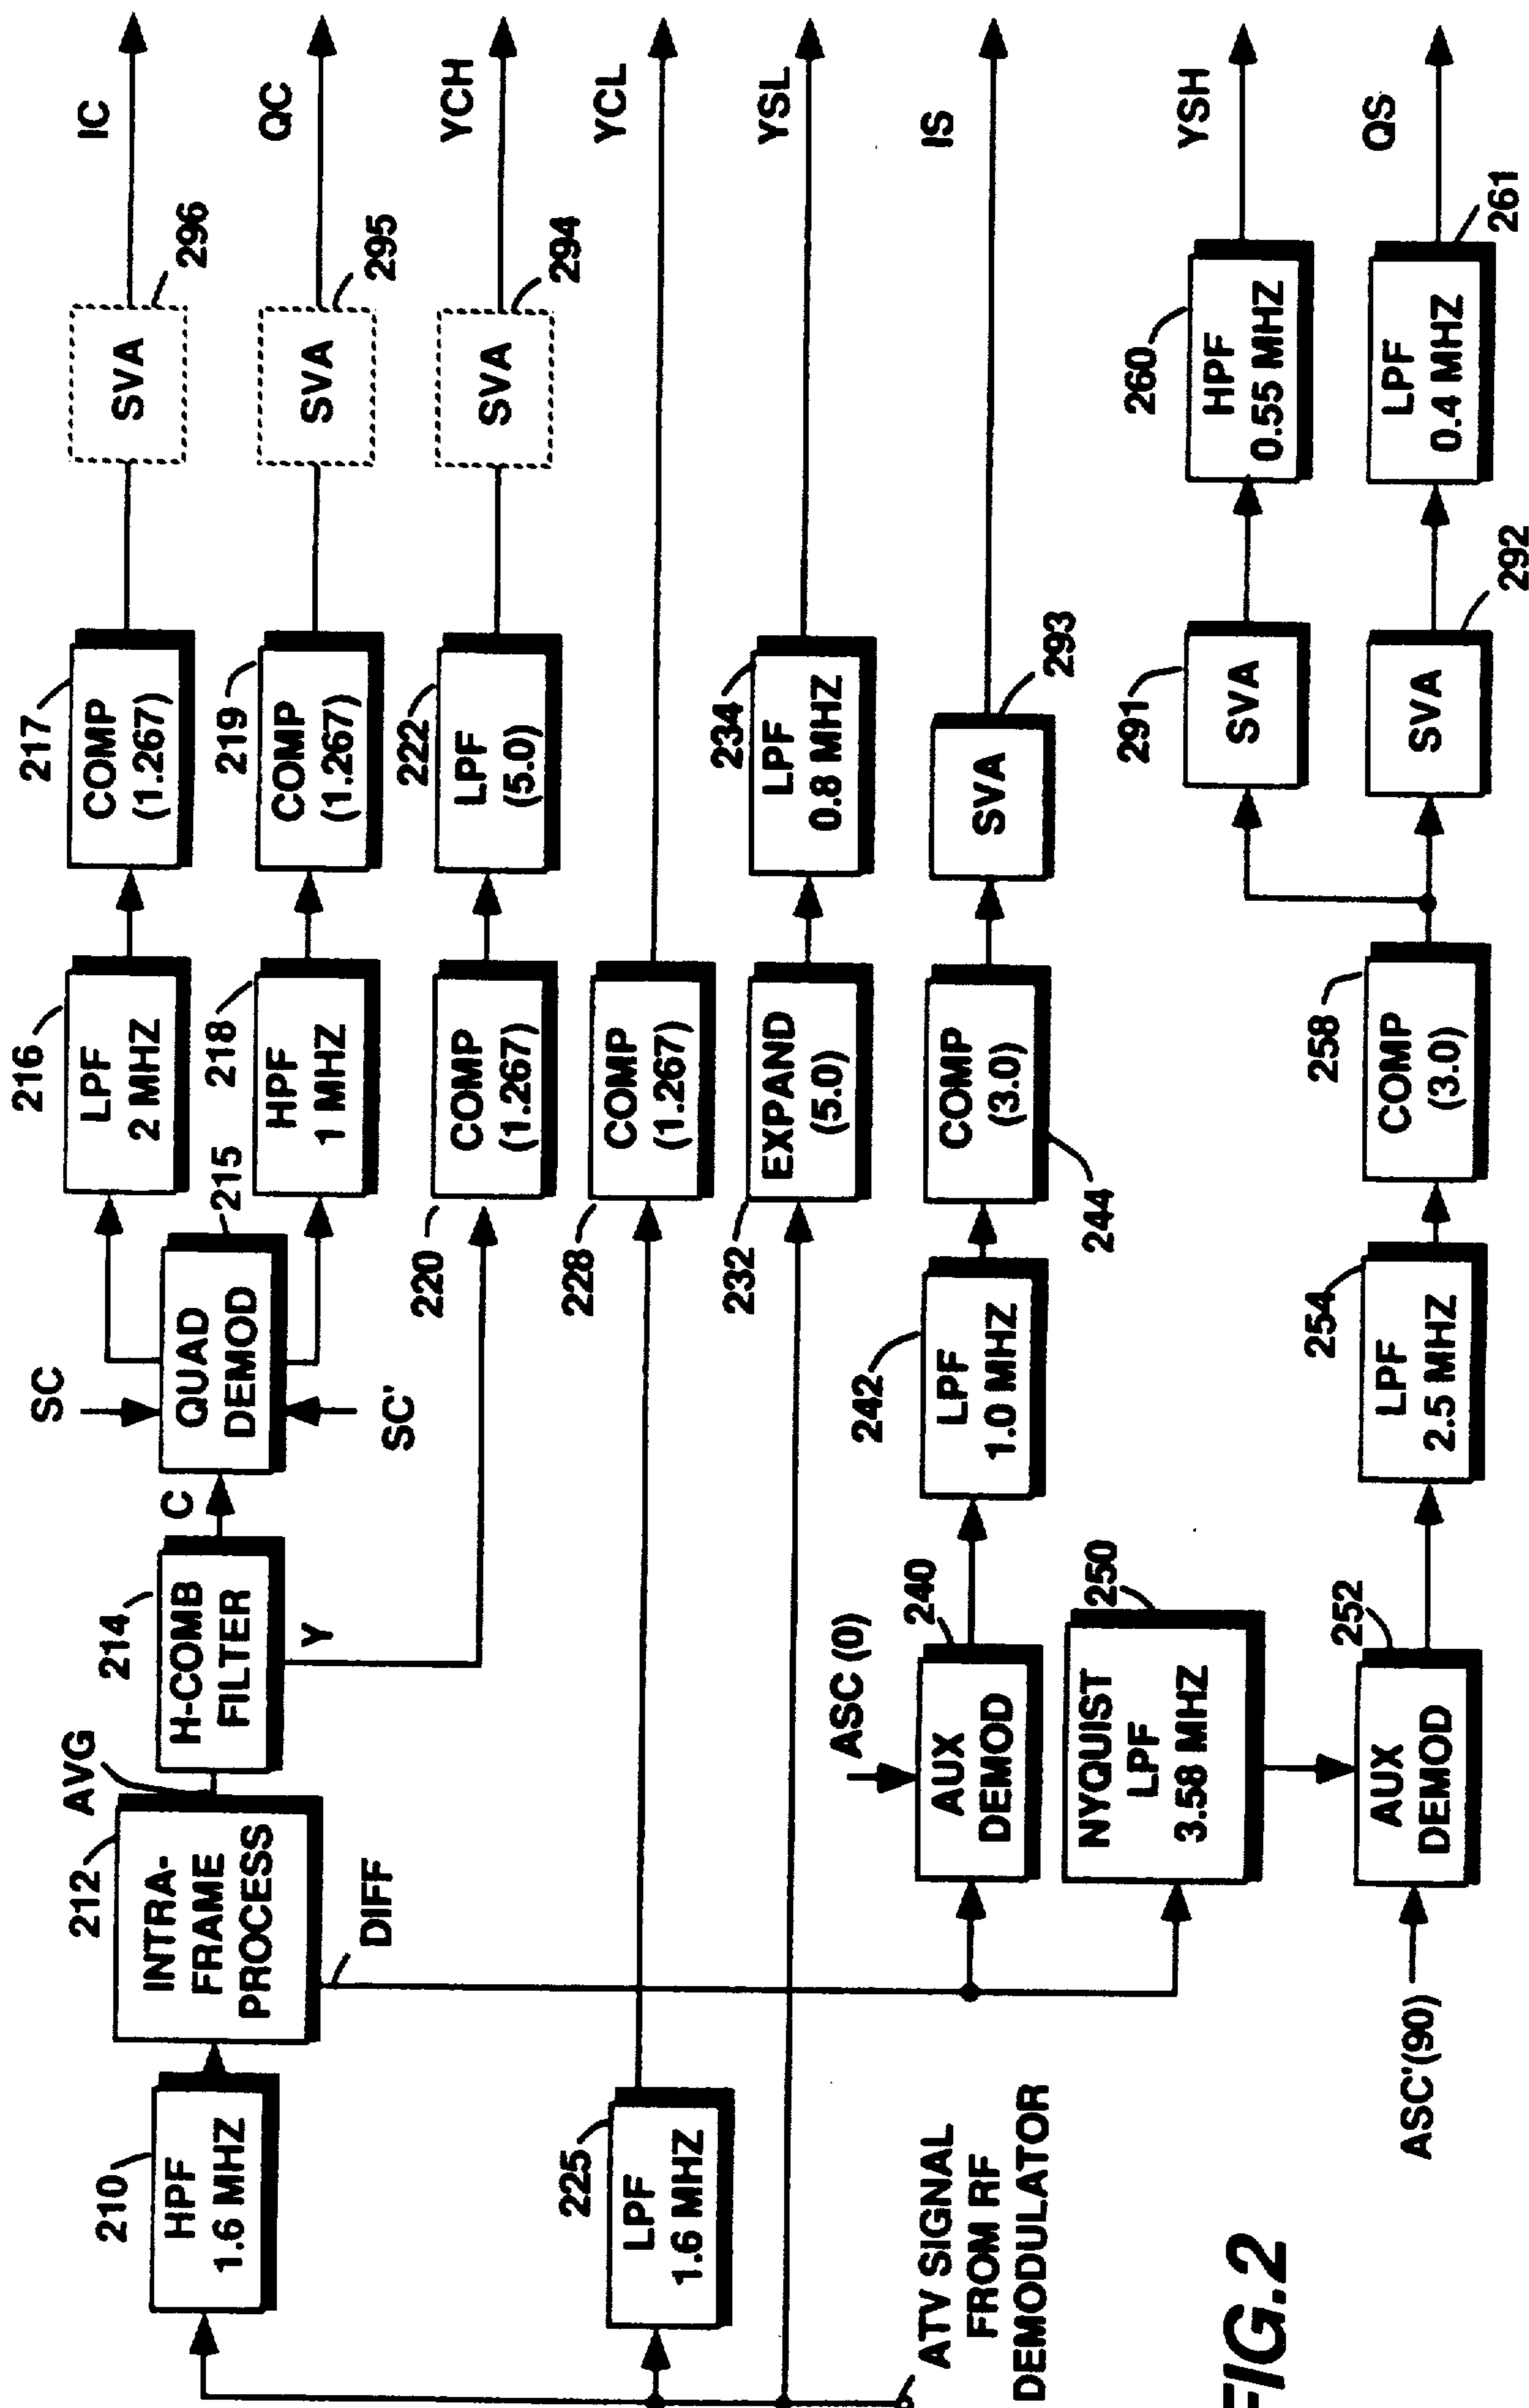 210
HPF
1.6 MHZ
212
INTRA-
FRAME
PROCESS
AVG
214
H-COMB
FILTER
C
SC
QUAD
DEMOD
SC'
215
216
LPF
2 MHZ
217
COMP
(1.267)
SVA
296
IC
218
HPF
1 MHZ
219
COMP
(1.267)
SVA
295
QC
Y
220
COMP
(1.267)
222
LPF
(5.0)
SVA
294
YCH
225
LPF
1.6 MHZ
228
COMP
(1.267)
YCL
232
EXPAND
(5.0)
234
LPF
0.8 MHZ
YSL
DIFF
ATV SIGNAL
FROM RF
DEMODULATOR
ASC (0)
240
AUX
DEMOD
242
LPF
1.0 MHZ
244
COMP
(3.0)
SVA
293
IS
250
NYQUIST
LPF
3.58 MHZ
ASC'(90)
252
AUX
DEMOD
254
LPF
2.5 MHZ
258
COMP
(3.0)
291
SVA
260
HPF
0.55 MHZ
YSH
SVA
292
LPF
0.4 MHZ
261
QS
FIG.2